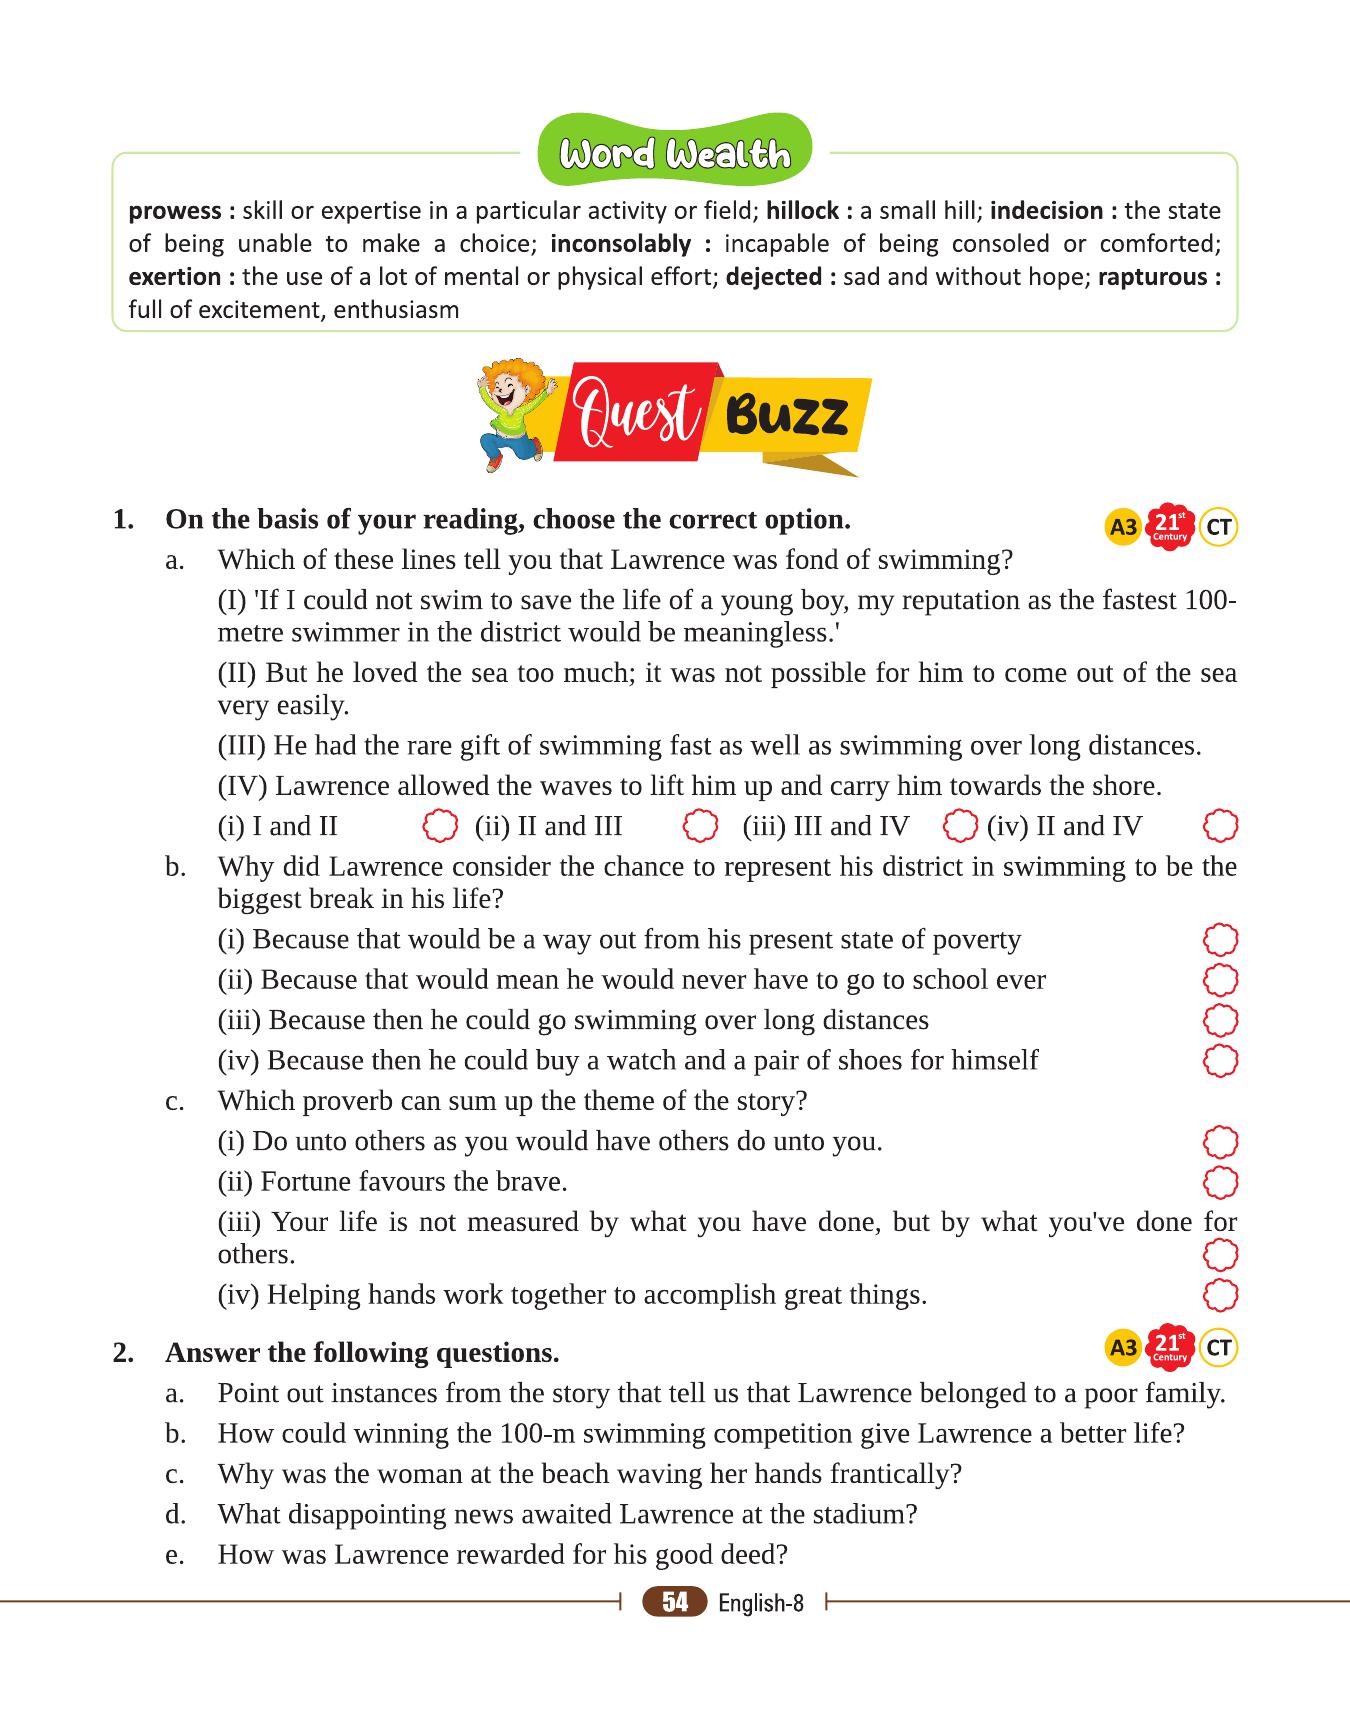 Word Wealth
prowess : skill or expertise in a particular activity or field; hillock : a small hill; indecision : the state
of being unable to make a choice; inconsolably : incapable of being consoled or comforted;
exertion : the use of a lot of mental or physical effort; dejected : sad and without hope; rapturous :
full of excitement, enthusiasm
Quest Buzz
1. On the basis of your reading, choose the correct option. A3 21st Century CT
a. Which of these lines tell you that Lawrence was fond of swimming?
(I) 'If I could not swim to save the life of a young boy, my reputation as the fastest 100-
metre swimmer in the district would be meaningless.'
(II) But he loved the sea too much; it was not possible for him to come out of the sea
very easily.
(III) He had the rare gift of swimming fast as well as swimming over long distances.
(IV) Lawrence allowed the waves to lift him up and carry him towards the shore.
(i) I and II (ii) II and III (iii) III and IV (iv) II and IV
b. Why did Lawrence consider the chance to represent his district in swimming to be the
biggest break in his life?
(i) Because that would be a way out from his present state of poverty
(ii) Because that would mean he would never have to go to school ever
(iii) Because then he could go swimming over long distances
(iv) Because then he could buy a watch and a pair of shoes for himself
c. Which proverb can sum up the theme of the story?
(i) Do unto others as you would have others do unto you.
(ii) Fortune favours the brave.
(iii) Your life is not measured by what you have done, but by what you've done for
others.
(iv) Helping hands work together to accomplish great things.
2. Answer the following questions. A3 21st Century CT
a. Point out instances from the story that tell us that Lawrence belonged to a poor family.
b. How could winning the 100-m swimming competition give Lawrence a better life?
c. Why was the woman at the beach waving her hands frantically?
d. What disappointing news awaited Lawrence at the stadium?
e. How was Lawrence rewarded for his good deed?
54 English-8